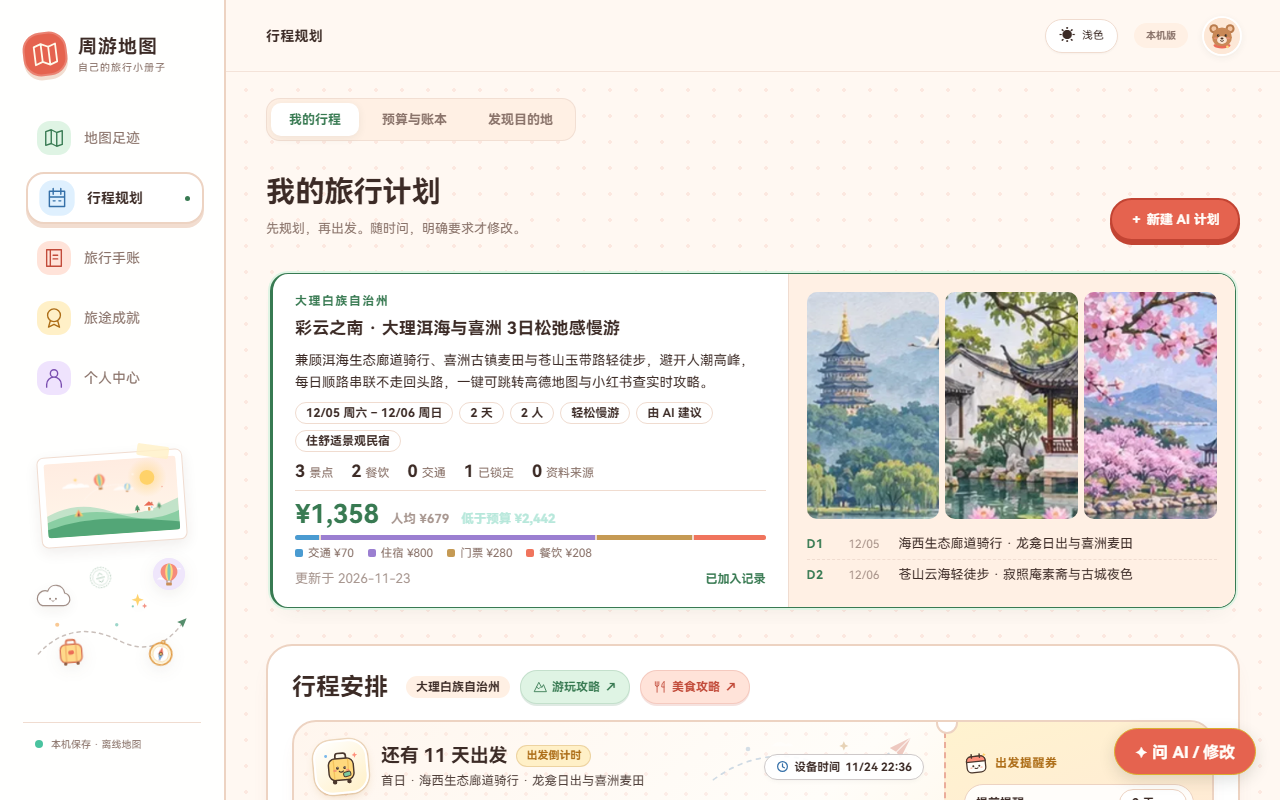 周游地图
自己的旅行小册子
地图足迹
行程规划
旅行手账
旅途成就
个人中心
本机保存 · 离线地图
行程规划
浅色
本机版
我的行程
预算与账本
发现目的地
我的旅行计划
先规划，再出发。随时问，明确要求才修改。
+ 新建 AI 计划
大理白族自治州
彩云之南 · 大理洱海与喜洲 3日松弛感慢游
兼顾洱海生态廊道骑行、喜洲古镇麦田与苍山玉带路轻徒步，避开人潮高峰，
每日顺路串联不走回头路，一键可跳转高德地图与小红书查实时攻略。
12/05 周六 – 12/06 周日
2 天
2 人
轻松慢游
由 AI 建议
住舒适景观民宿
3 景点
2 餐饮
0 交通
1 已锁定
0 资料来源
¥1,358 人均 ¥679 低于预算 ¥2,442
交通 ¥70
住宿 ¥800
门票 ¥280
餐饮 ¥208
更新于 2026-11-23
已加入记录
D1 12/05 海西生态廊道骑行 · 龙龛日出与喜洲麦田
D2 12/06 苍山云海轻徒步 · 寂照庵素斋与古城夜色
行程安排
大理白族自治州
游玩攻略 ↗
美食攻略 ↗
还有 11 天出发
出发倒计时
首日 · 海西生态廊道骑行 · 龙龛日出与喜洲麦田
设备时间 11/24 22:36
出发提醒券
✦ 问 AI / 修改